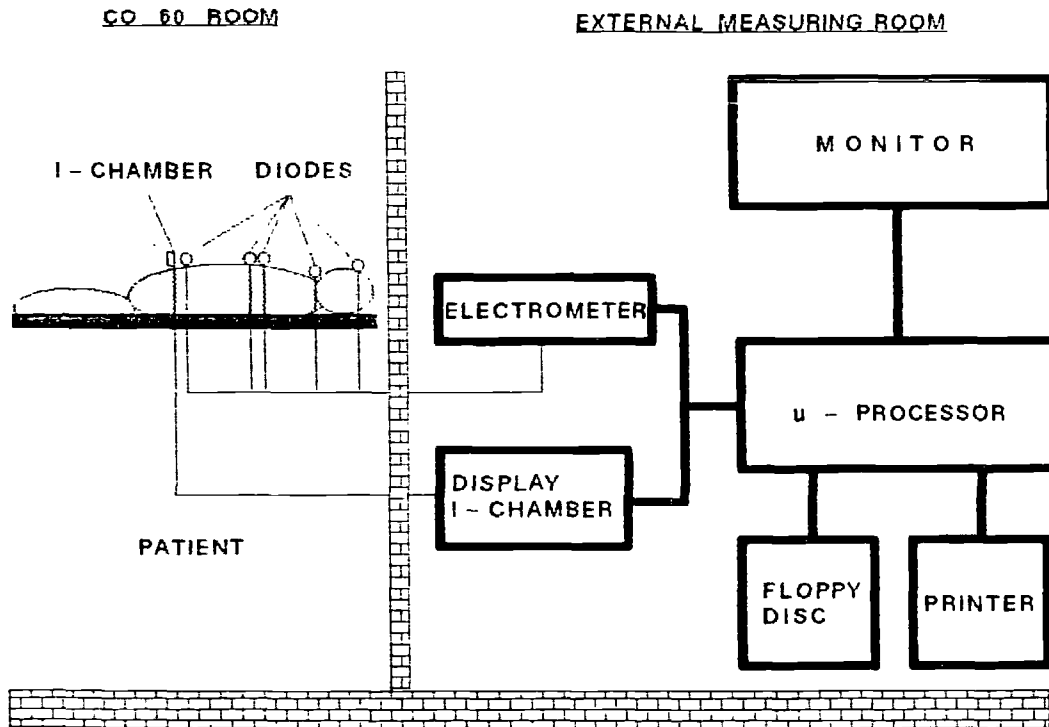 CO 60 ROOM
EXTERNAL MEASURING ROOM
MONITOR
I - CHAMBER
DIODES
ELECTROMETER
µ - PROCESSOR
DISPLAY
I - CHAMBER
PATIENT
FLOPPY
DISC
PRINTER